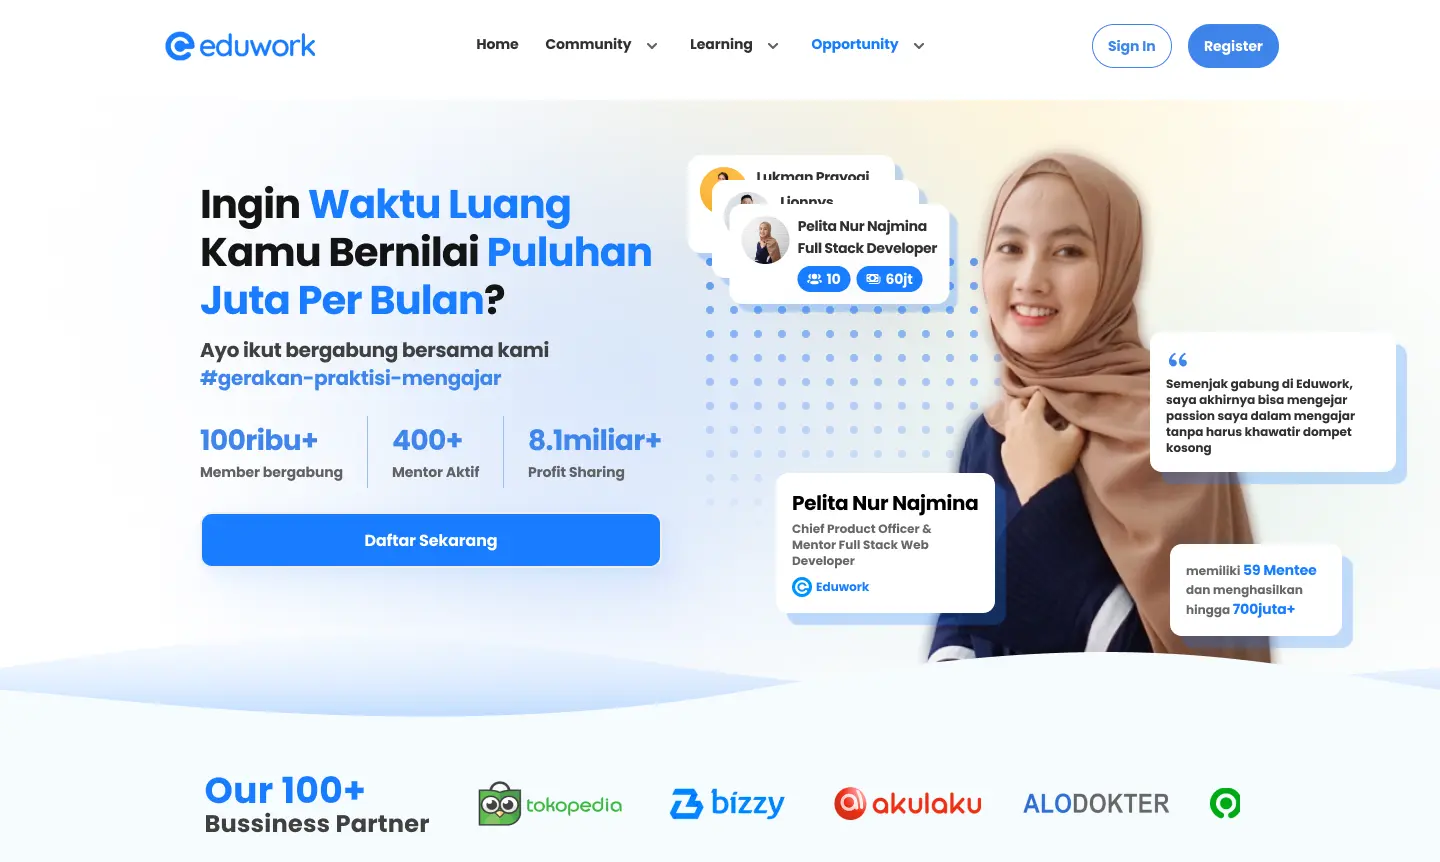 eduwork
Home
Community
Learning
Opportunity
Sign In
Register
Ingin Waktu Luang
Kamu Bernilai Puluhan
Juta Per Bulan?
Ayo ikut bergabung bersama kami
#gerakan-praktisi-mengajar
100ribu+
Member bergabung
400+
Mentor Aktif
8.1miliar+
Profit Sharing
Daftar Sekarang
Lukman Prayogi
Lionnys
Pelita Nur Najmina
Full Stack Developer
10
60jt
“
Semenjak gabung di Eduwork,
saya akhirnya bisa mengejar
passion saya dalam mengajar
tanpa harus khawatir dompet
kosong
Pelita Nur Najmina
Chief Product Officer &
Mentor Full Stack Web
Developer
Eduwork
memiliki 59 Mentee
dan menghasilkan
hingga 700juta+
Our 100+
Bussiness Partner
tokopedia
bizzy
akulaku
ALODOKTER